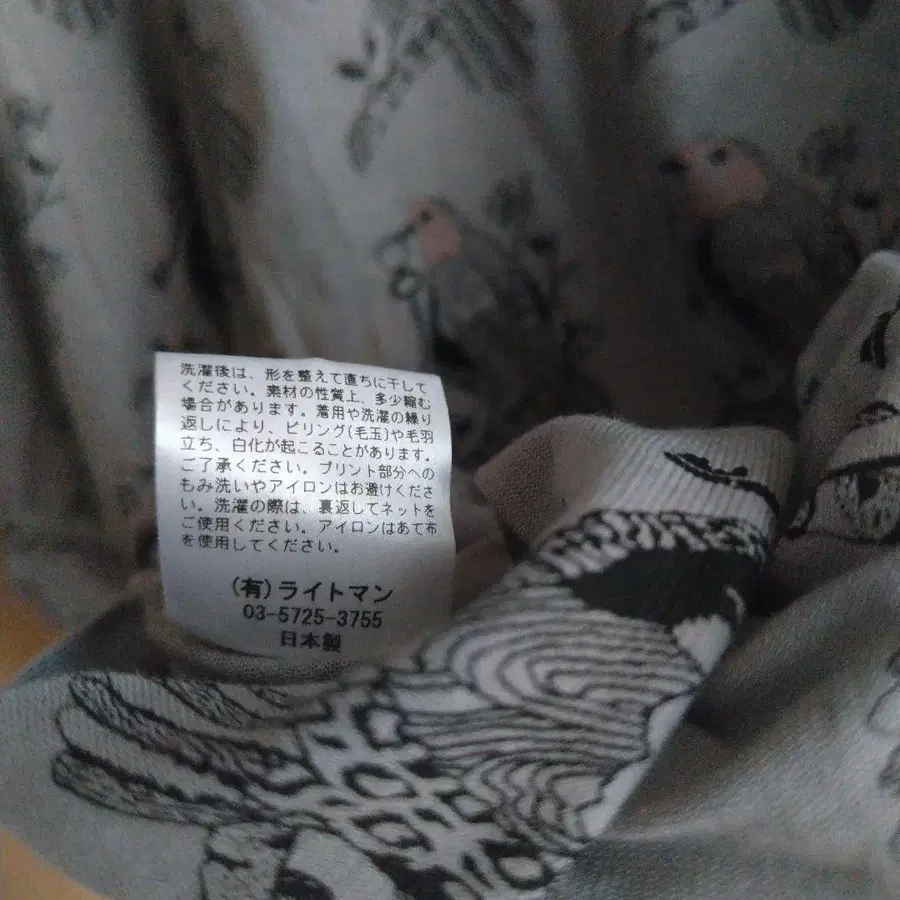 洗濯後は、形を整えて直ちに干して
ください。素材の性質上、多少縮む
場合があります。着用や洗濯の繰り
返しにより、ピリング(毛玉)や毛羽
立ち、白化が起こることがあります。
ご了承ください。プリント部分への
もみ洗いやアイロンはお避けくださ
い。洗濯の際は、裏返してネットを
ご使用ください。アイロンはあて布
を使用してください。
(有)ライトマン
03-5725-3755
日本製